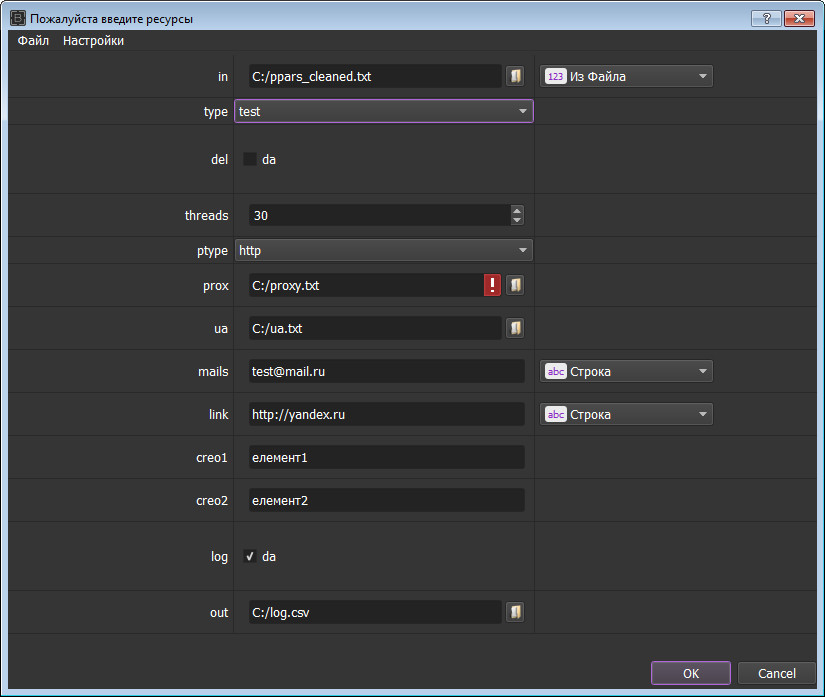 Пожалуйста введите ресурсы
Файл Настройки
in C:/ppars_cleaned.txt 123 Из Файла
type test
del da
threads 30
ptype http
prox C:/proxy.txt !
ua C:/ua.txt
mails test@mail.ru abc Строка
link http://yandex.ru abc Строка
creo1 елемент1
creo2 елемент2
log da
out C:/log.csv
OK Cancel